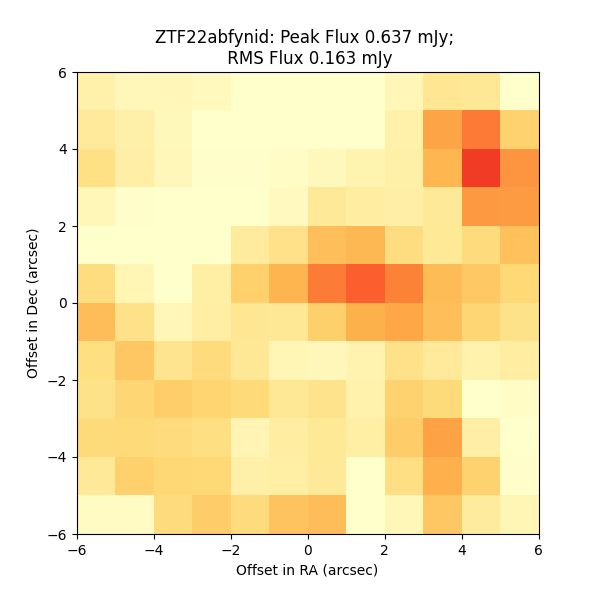 ZTF22abfynid: Peak Flux 0.637 mJy;
RMS Flux 0.163 mJy
6
4
2
0
−2
−4
−6
Offset in Dec (arcsec)
−6 −4 −2 0 2 4 6
Offset in RA (arcsec)